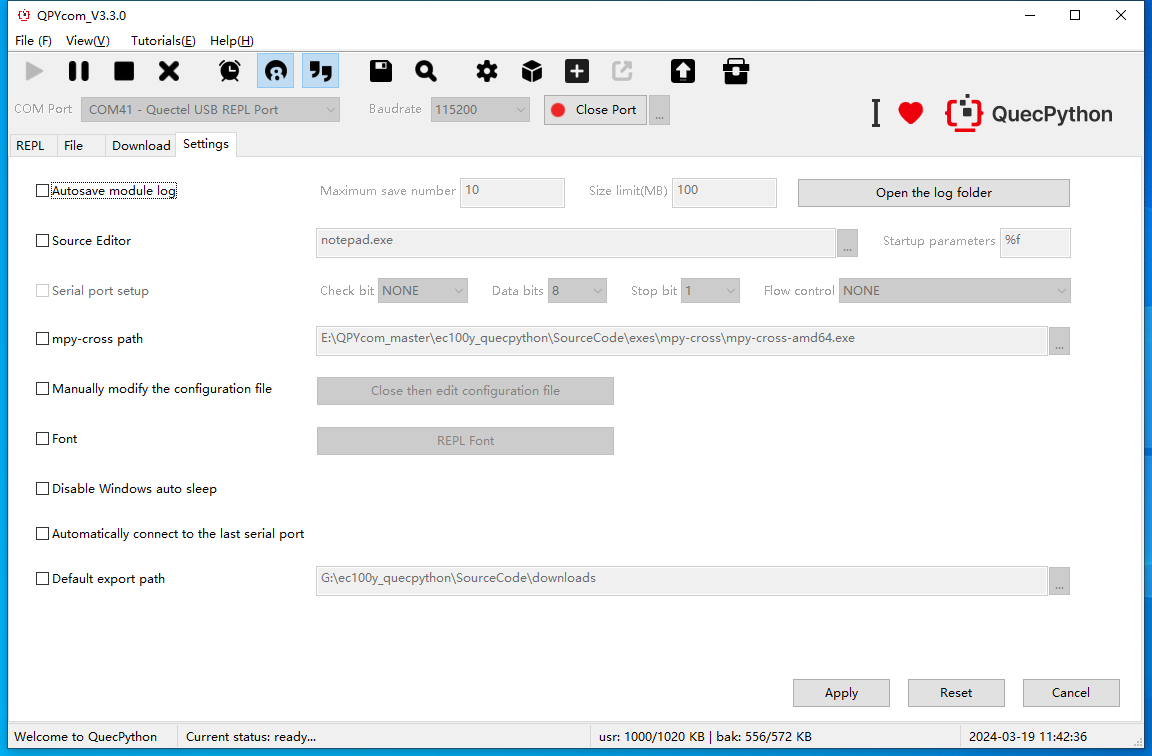 QPYcom_V3.3.0
File (F) View(V) Tutorials(E) Help(H)
COM Port COM41 - Quectel USB REPL Port Baudrate 115200 Close Port ... QuecPython
REPL File Download Settings
Autosave module log Maximum save number 10 Size limit(MB) 100 Open the log folder
Source Editor notepad.exe ... Startup parameters %f
Serial port setup Check bit NONE Data bits 8 Stop bit 1 Flow control NONE
mpy-cross path E:\QPYcom_master\ec100y_quecpython\SourceCode\exes\mpy-cross\mpy-cross-amd64.exe ...
Manually modify the configuration file Close then edit configuration file
Font REPL Font
Disable Windows auto sleep
Automatically connect to the last serial port
Default export path G:\ec100y_quecpython\SourceCode\downloads ...
Apply Reset Cancel
Welcome to QuecPython Current status: ready... usr: 1000/1020 KB | bak: 556/572 KB 2024-03-19 11:42:36